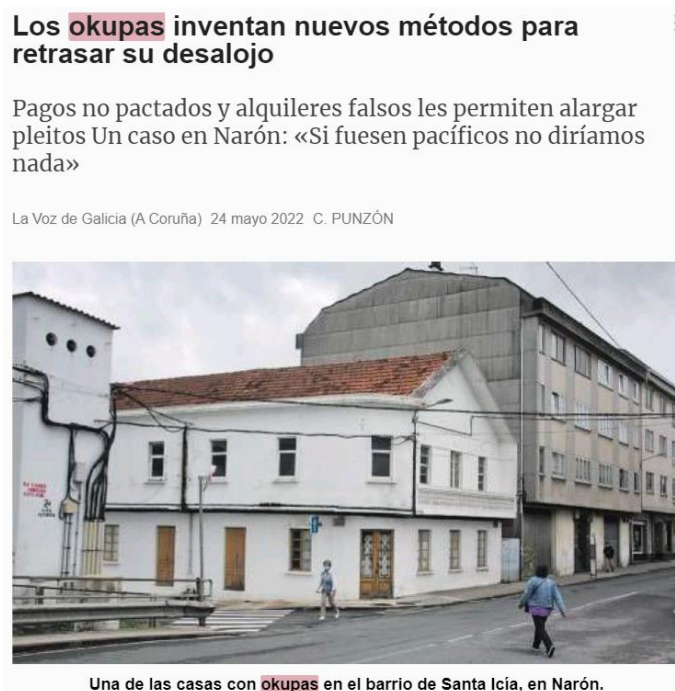 Los okupas inventan nuevos métodos para
retrasar su desalojo
Pagos no pactados y alquileres falsos les permiten alargar
pleitos Un caso en Narón: «Si fuesen pacíficos no diríamos
nada»
La Voz de Galicia (A Coruña) 24 mayo 2022 C. PUNZÓN
Una de las casas con okupas en el barrio de Santa Icía, en Narón.